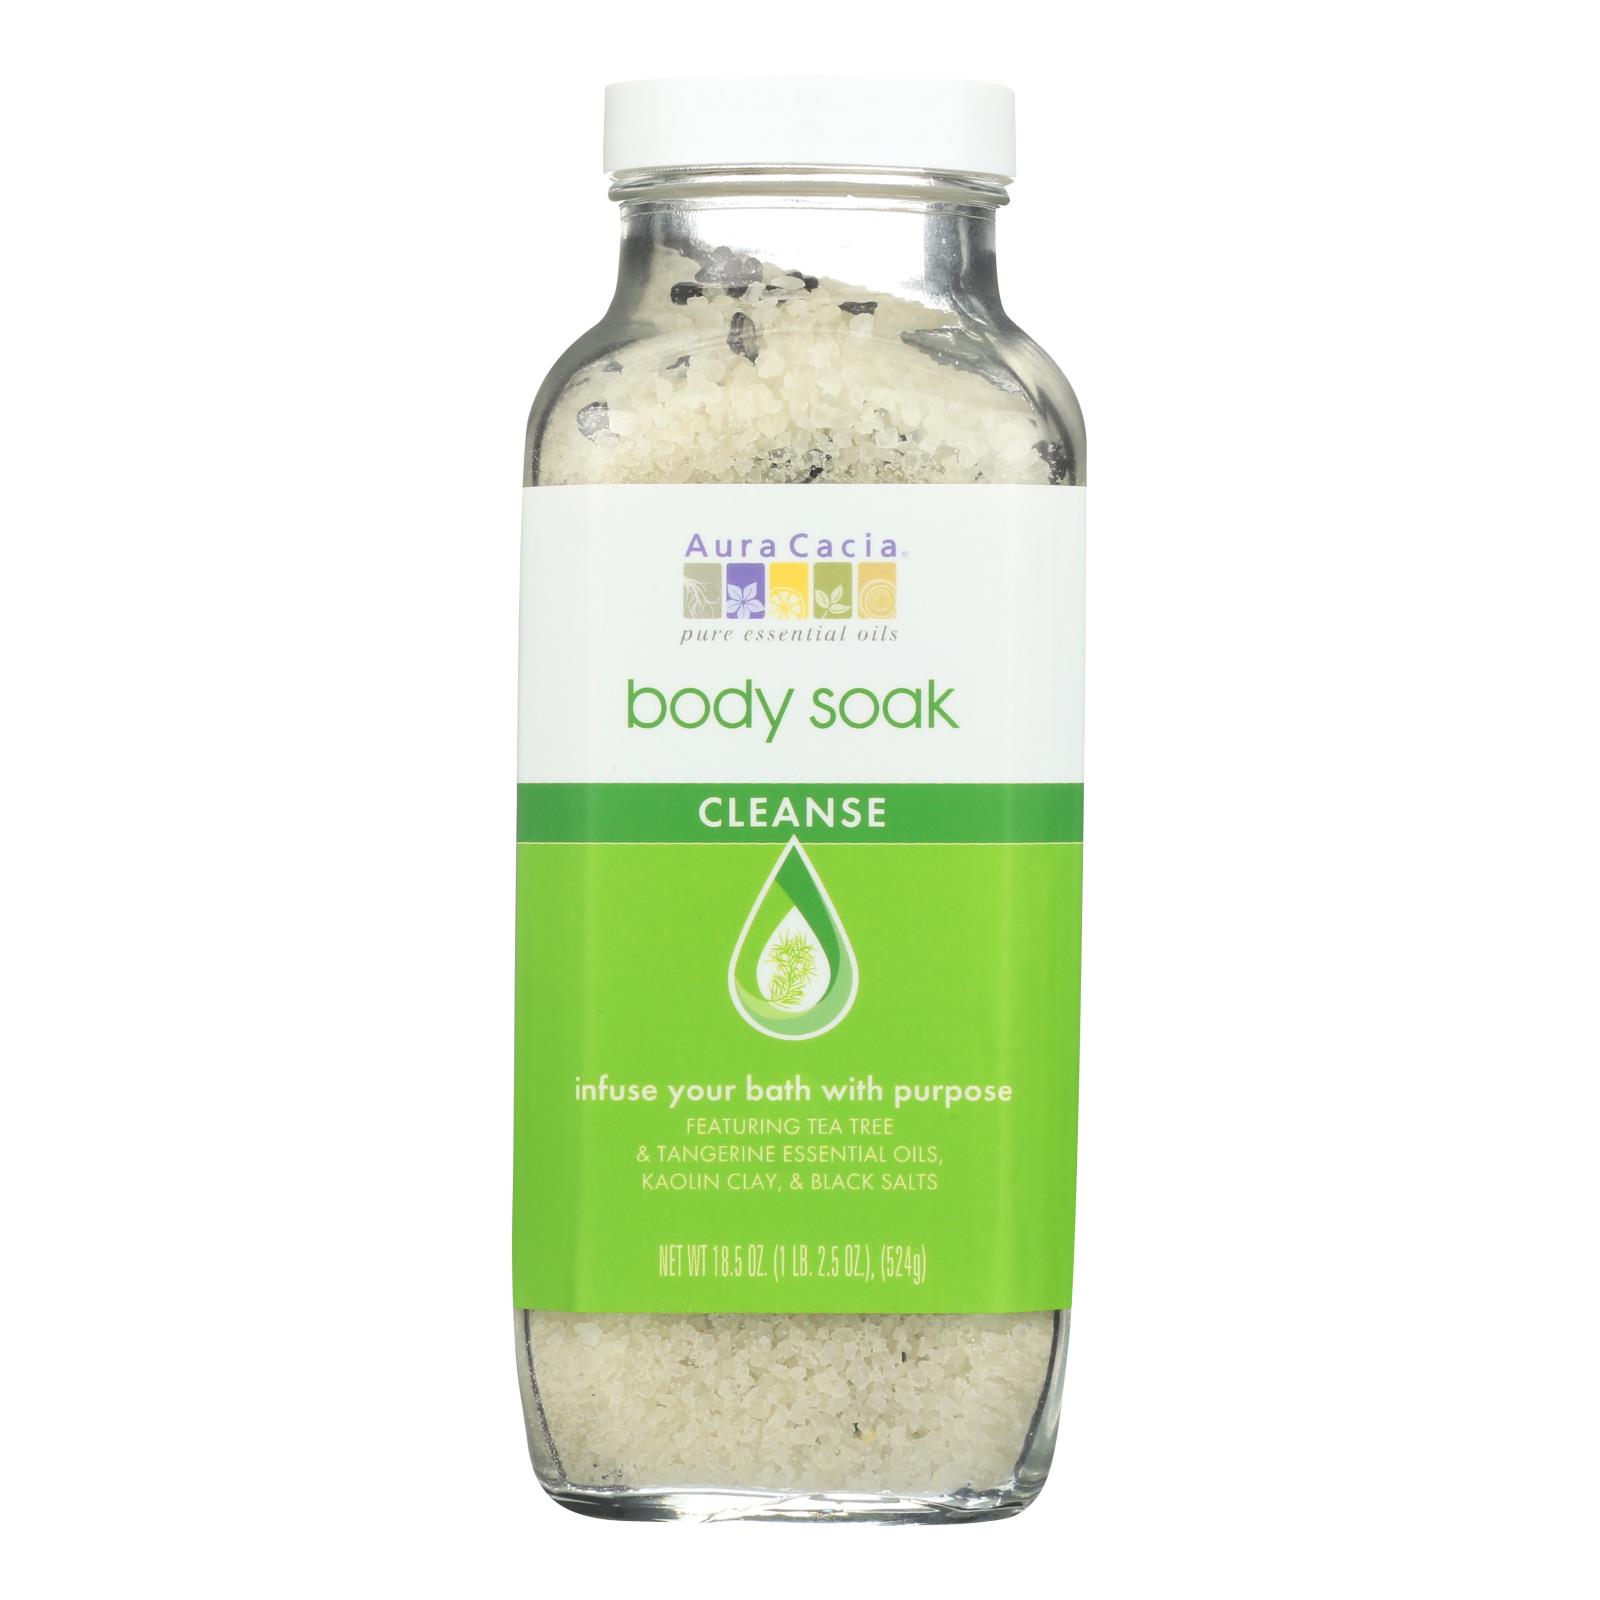 Aura Cacia®
pure essential oils
body soak
CLEANSE
infuse your bath with purpose
FEATURING TEA TREE
& TANGERINE ESSENTIAL OILS,
KAOLIN CLAY, & BLACK SALTS
NET WT 18.5 OZ. (1 LB. 2.5 OZ.), (524g)